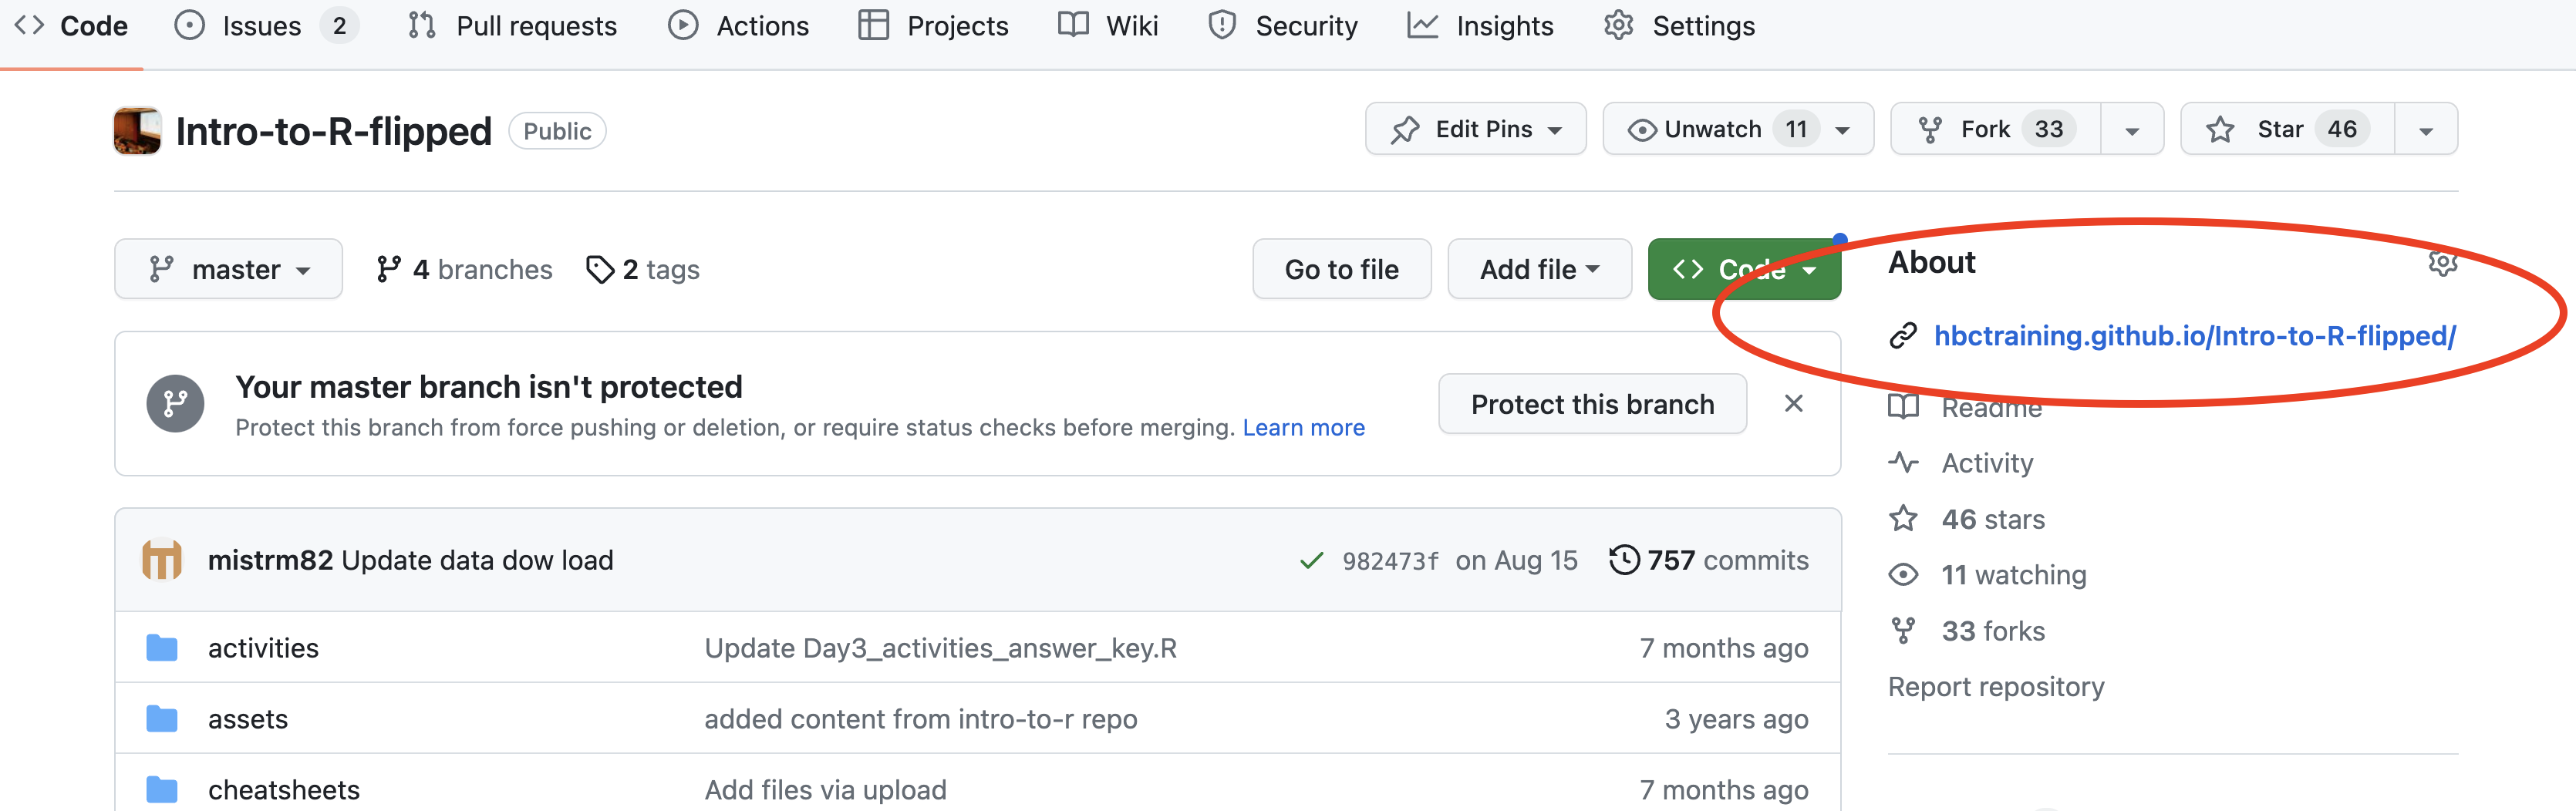 Code Issues 2 Pull requests Actions Projects Wiki Security Insights Settings
Intro-to-R-flipped Public Edit Pins Unwatch 11 Fork 33 Star 46
master 4 branches 2 tags Go to file Add file Code
About
hbctraining.github.io/Intro-to-R-flipped/
Your master branch isn't protected
Protect this branch from force pushing or deletion, or require status checks before merging. Learn more
Protect this branch
Readme
Activity
46 stars
11 watching
33 forks
Report repository
mistrm82 Update data dow load 982473f on Aug 15 757 commits
activities Update Day3_activities_answer_key.R 7 months ago
assets added content from intro-to-r repo 3 years ago
cheatsheets Add files via upload 7 months ago